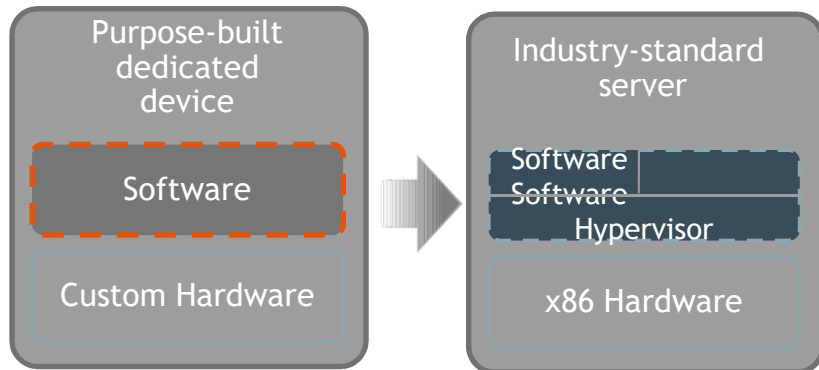 Purpose-built
dedicated
device
Software
Custom Hardware
Industry-standard
server
Software
Software
Hypervisor
x86 Hardware